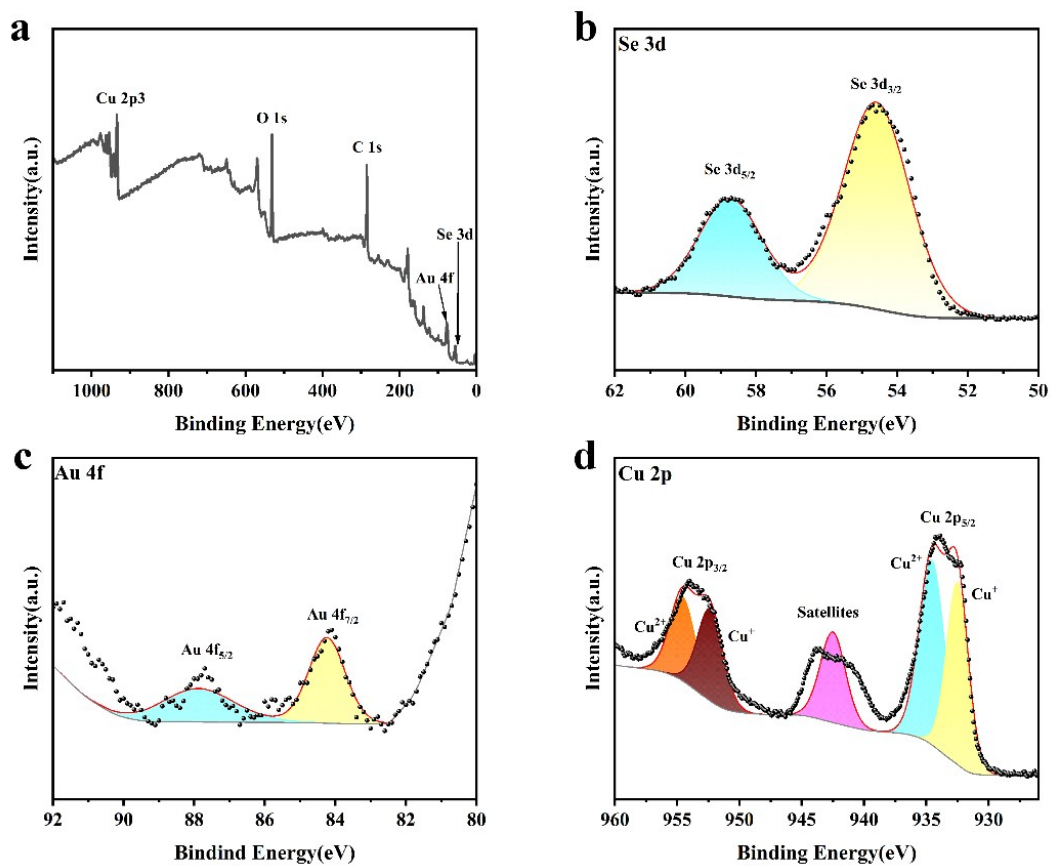 a
Cu 2p3
O 1s
C 1s
Se 3d
Au 4f
Intensity(a.u.)
1000 800 600 400 200 0
Binding Energy(eV)
b
Se 3d
Se 3d3/2
Se 3d5/2
Intensity(a.u.)
62 60 58 56 54 52 50
Binding Energy(eV)
c
Au 4f
Au 4f7/2
Au 4f5/2
Intensity(a.u.)
92 90 88 86 84 82 80
Bindind Energy(eV)
d
Cu 2p
Cu 2p5/2
Cu2+
Cu+
Cu 2p3/2
Satellites
Cu2+
Cu+
Intensity(a.u.)
960 955 950 945 940 935 930
Binding Energy(eV)